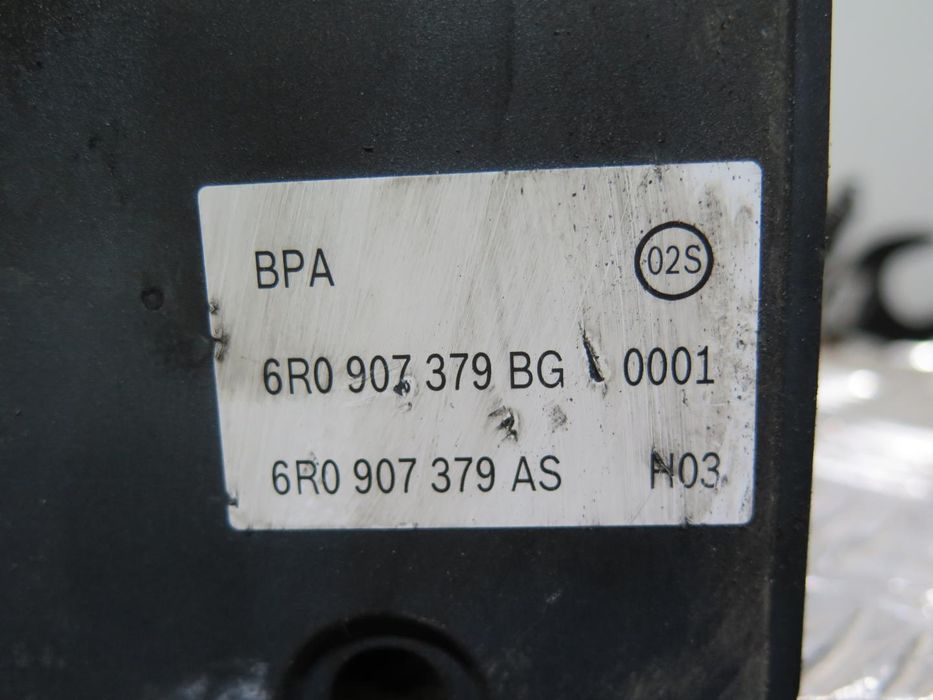 BPA 02S
6R0 907 379 BG 0001
6R0 907 379 AS H03